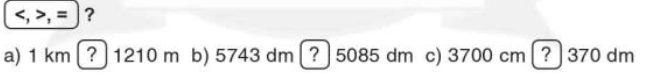 <, >, = ?
a) 1 km ? 1210 m b) 5743 dm ? 5085 dm c) 3700 cm ? 370 dm